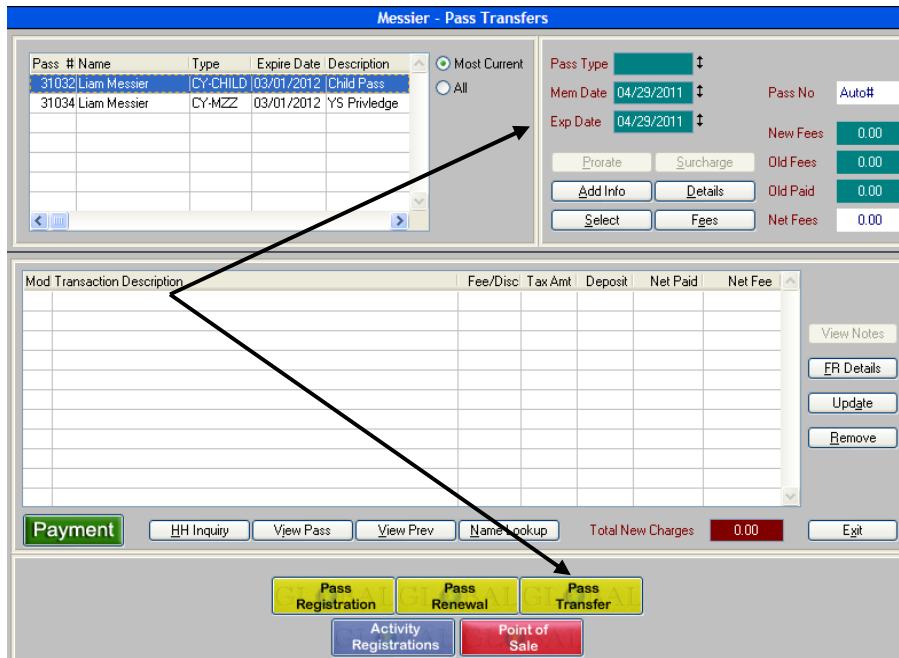 Messier - Pass Transfers
Pass # Name Type Expire Date Description
31032 Liam Messier CY-CHILD 03/01/2012 Child Pass
31034 Liam Messier CY-MZZ 03/01/2012 YS Privledge
Most Current
All
Pass Type
Mem Date 04/29/2011
Exp Date 04/29/2011
Pass No Auto#
New Fees 0.00
Prorate Surcharge Old Fees 0.00
Add Info Details Old Paid 0.00
Select Fees Net Fees 0.00
Mod Transaction Description Fee/Disc Tax Amt Deposit Net Paid Net Fee
View Notes
FR Details
Update
Remove
Payment HH Inquiry View Pass View Prev Name Lookup Total New Charges 0.00 Exit
Pass Registration
Pass Renewal
Pass Transfer
Activity Registrations
Point of Sale